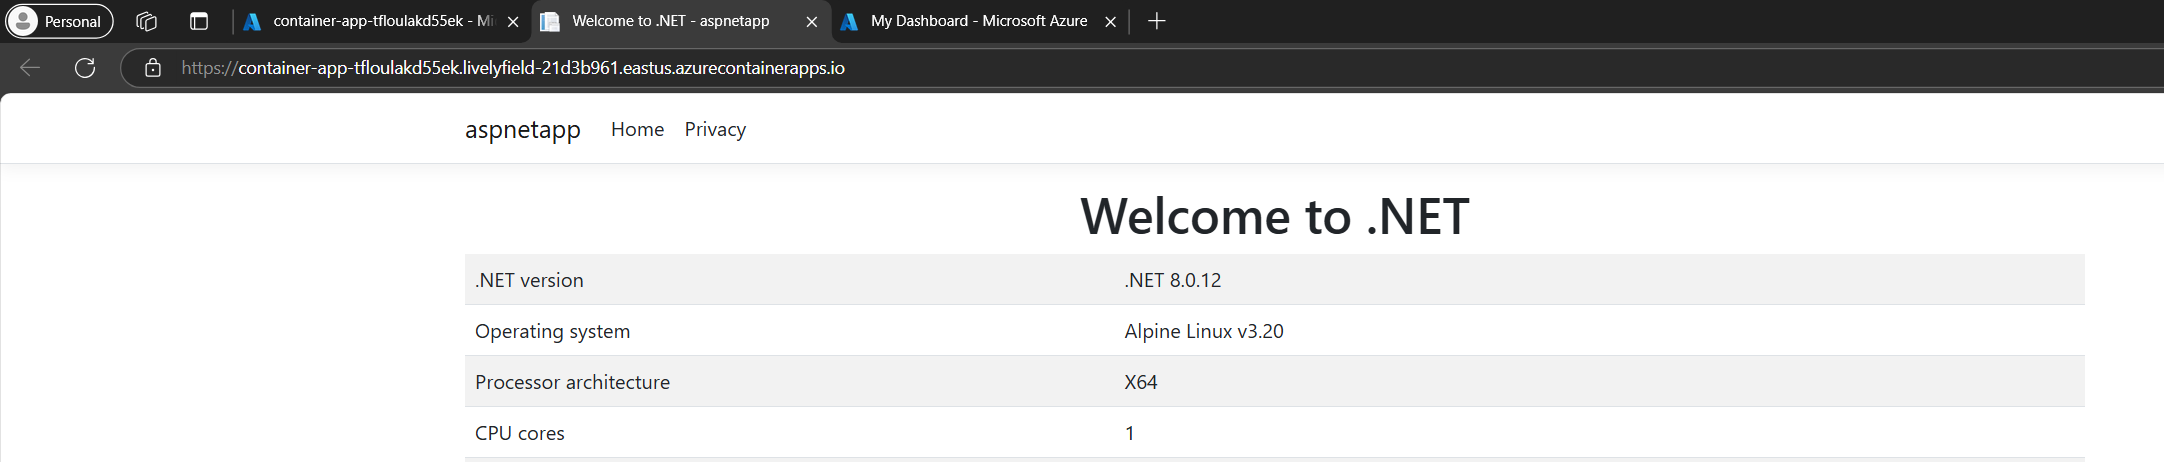 Personal
container-app-tfloulakd55ek - Mi
Welcome to .NET - aspnetapp
My Dashboard - Microsoft Azure
https://container-app-tfloulakd55ek.livelyfield-21d3b961.eastus.azurecontainerapps.io
aspnetapp Home Privacy
Welcome to .NET
.NET version .NET 8.0.12
Operating system Alpine Linux v3.20
Processor architecture X64
CPU cores 1